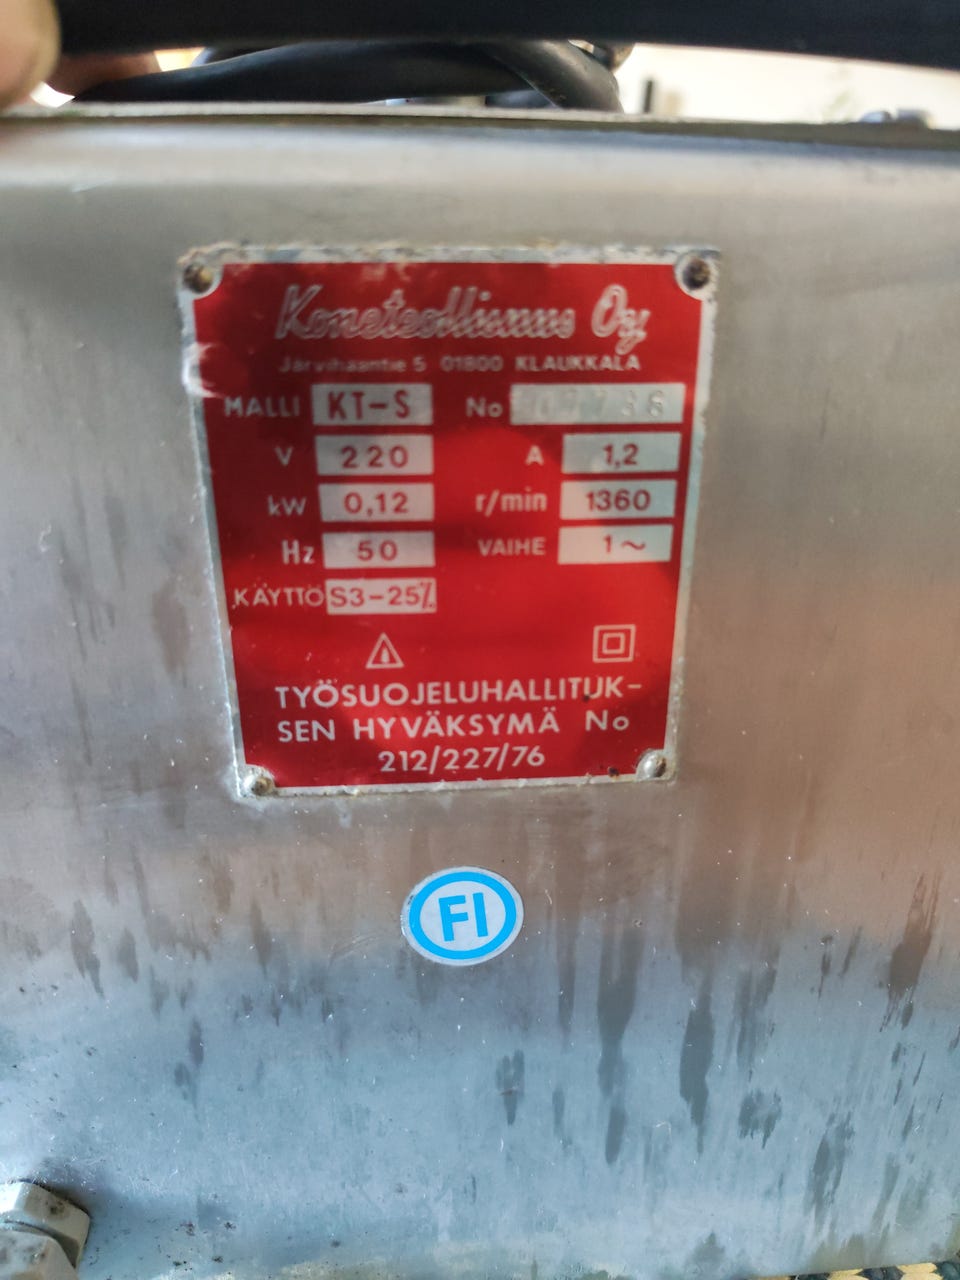 Koneteollisuus Oy
Järvihaantie 5 01800 KLAUKKALA
MALLI KT-S No
V 220 A 1,2
kW 0,12 r/min 1360
Hz 50 VAIHE 1~
KÄYTTÖ S3-25%
TYÖSUOJELUHALLITUK-
SEN HYVÄKSYMÄ No
212/227/76
FI